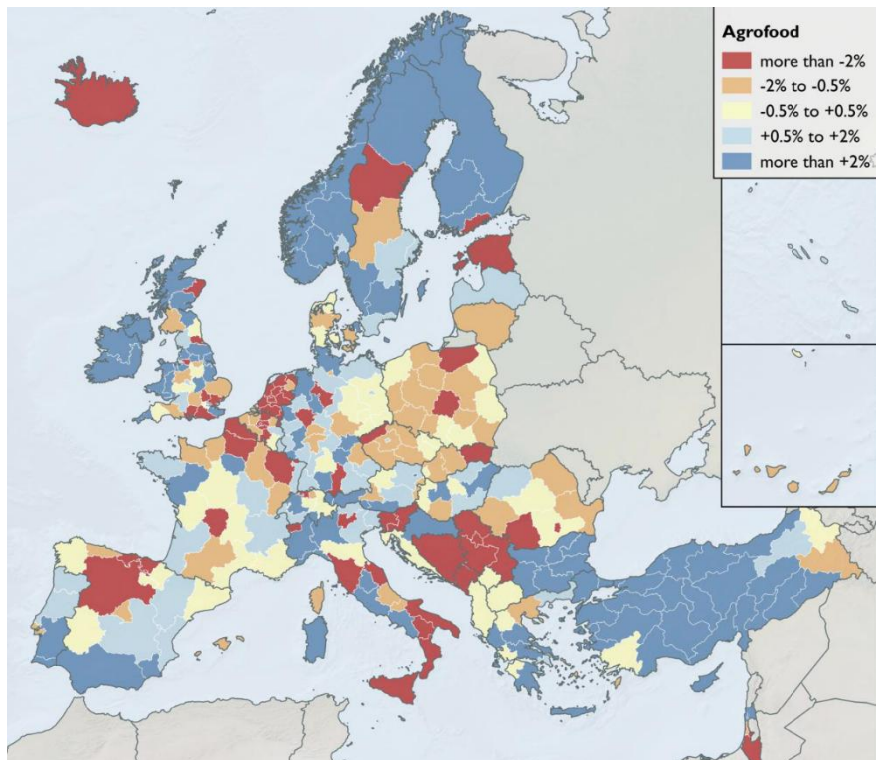 Agrofood
more than -2%
-2% to -0.5%
-0.5% to +0.5%
+0.5% to +2%
more than +2%